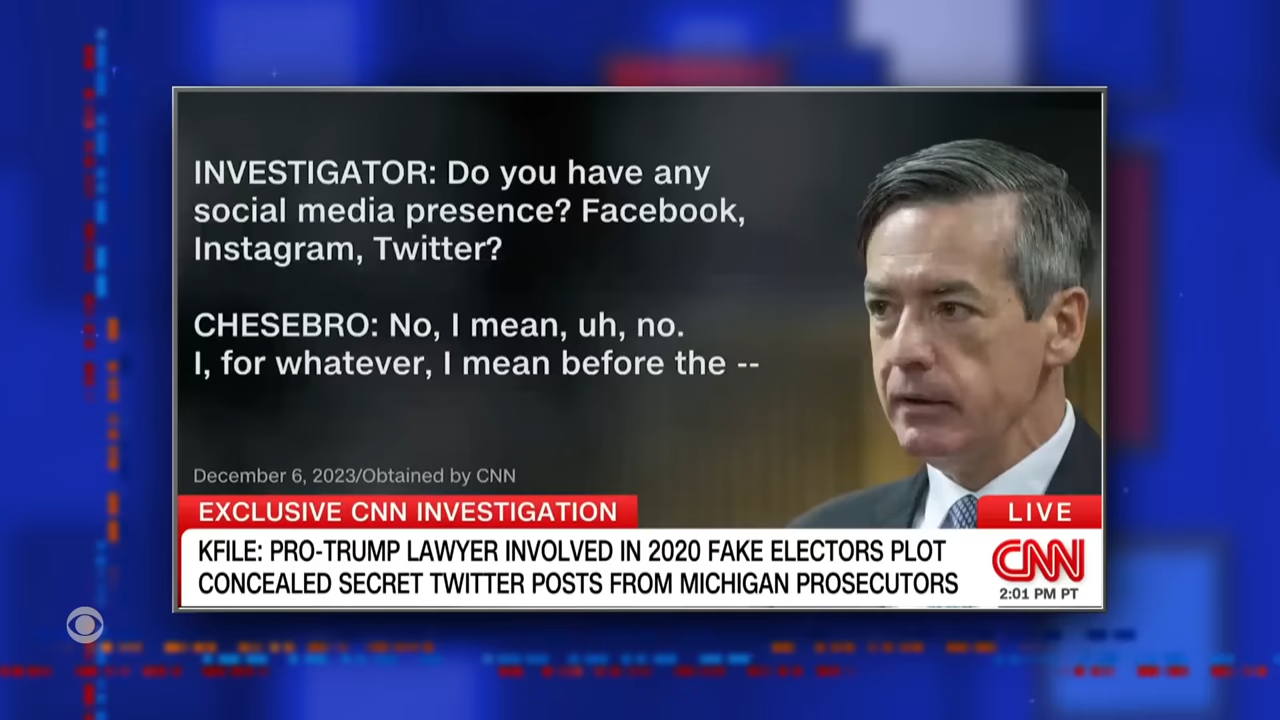 INVESTIGATOR: Do you have any
social media presence? Facebook,
Instagram, Twitter?
CHESEBRO: No, I mean, uh, no.
I, for whatever, I mean before the --
December 6, 2023/Obtained by CNN
EXCLUSIVE CNN INVESTIGATION
LIVE
KFILE: PRO-TRUMP LAWYER INVOLVED IN 2020 FAKE ELECTORS PLOT
CONCEALED SECRET TWITTER POSTS FROM MICHIGAN PROSECUTORS
CNN
2:01 PM PT